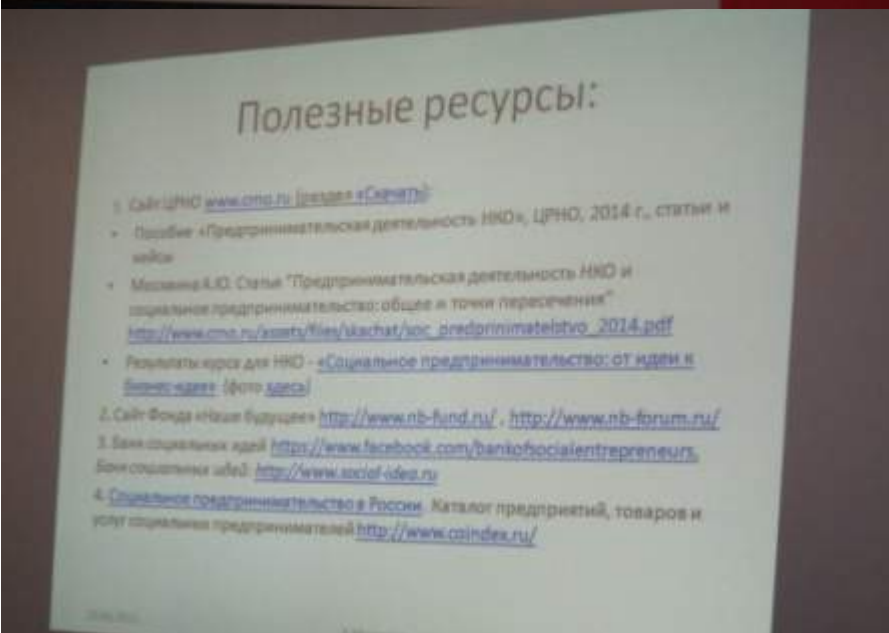 Полезные ресурсы:
1. Сайт ЦРНО www.crno.ru (раздел «Скачать»):
• Пособие «Предпринимательская деятельность НКО», ЦРНО, 2014 г., статьи и
кейсы
• А.Ю. Статья "Предпринимательская деятельность НКО и
социальное предпринимательство: общее и точки пересечения"
http://www.crno.ru/assets/files/skachat/soc_predprinimatelstvo_2014.pdf
• Результаты курса для НКО - «Социальное предпринимательство: от идеи к
бизнес-идее» (фото здесь)
2. Сайт Фонда «Наше будущее» http://www.nb-fund.ru/ , http://www.nb-forum.ru/
3. Банк социальных идей https://www.facebook.com/bankofsocialentrepreneurs,
Банк социальных идей: http://www.social-idea.ru
4. Социальное предпринимательство в России. Каталог предприятий, товаров и
услуг социальных предпринимателей http://www.coindex.ru/